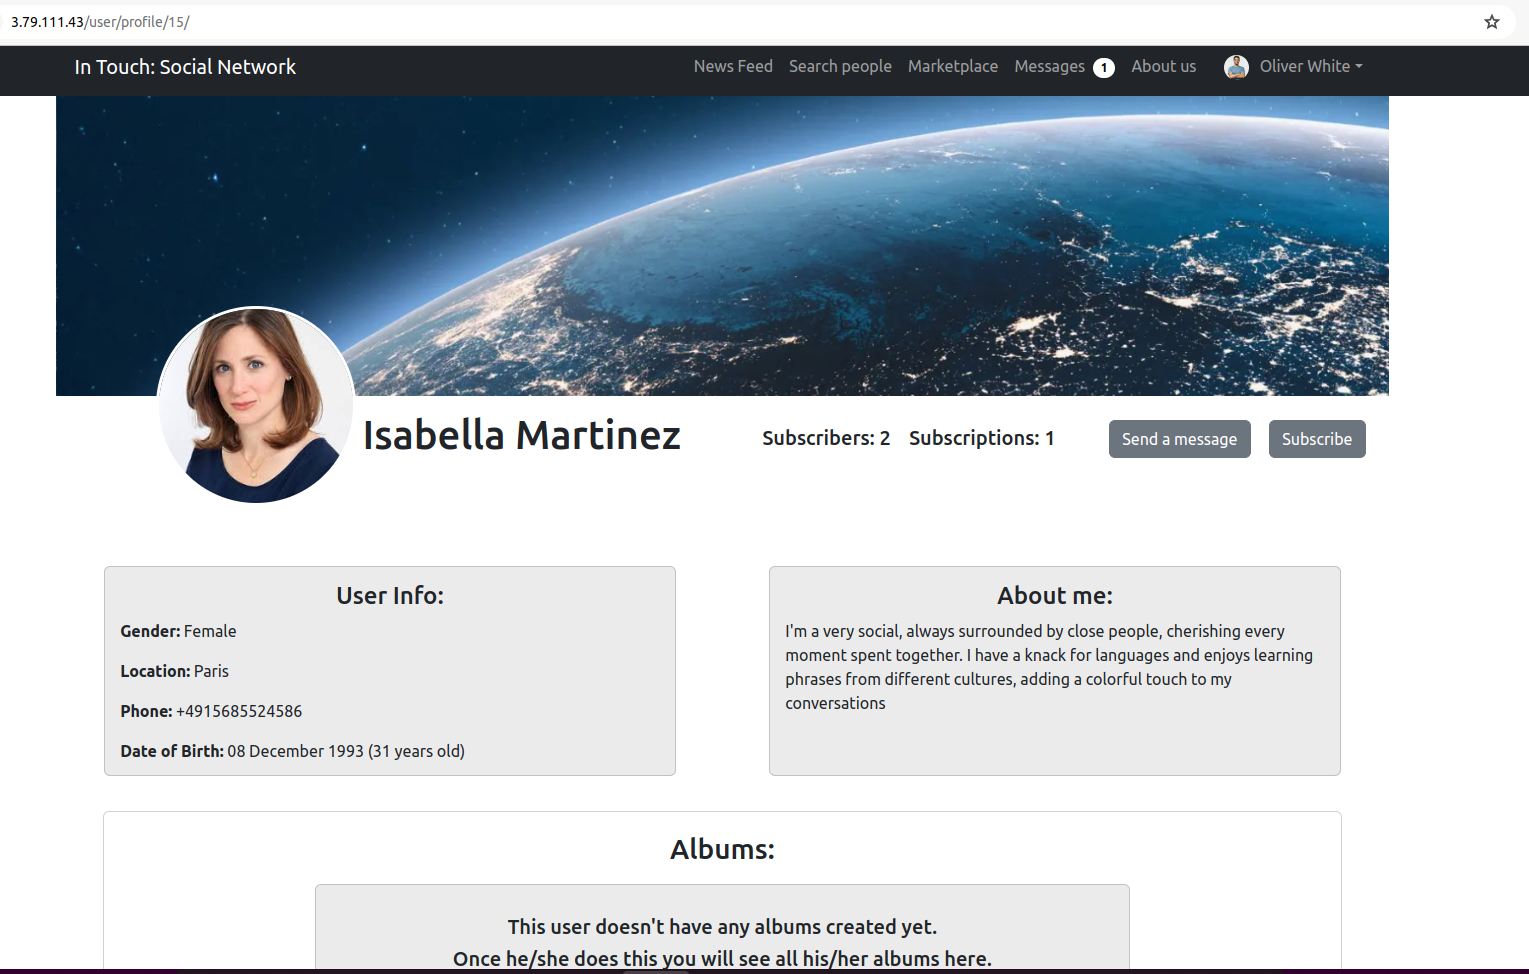 3.79.111.43/user/profile/15/
In Touch: Social Network
News Feed Search people Marketplace Messages 1 About us Oliver White
Isabella Martinez
Subscribers: 2 Subscriptions: 1 Send a message Subscribe
User Info:
Gender: Female
Location: Paris
Phone: +4915685524586
Date of Birth: 08 December 1993 (31 years old)
About me:
I'm a very social, always surrounded by close people, cherishing every
moment spent together. I have a knack for languages and enjoys learning
phrases from different cultures, adding a colorful touch to my
conversations
Albums:
This user doesn't have any albums created yet.
Once he/she does this you will see all his/her albums here.